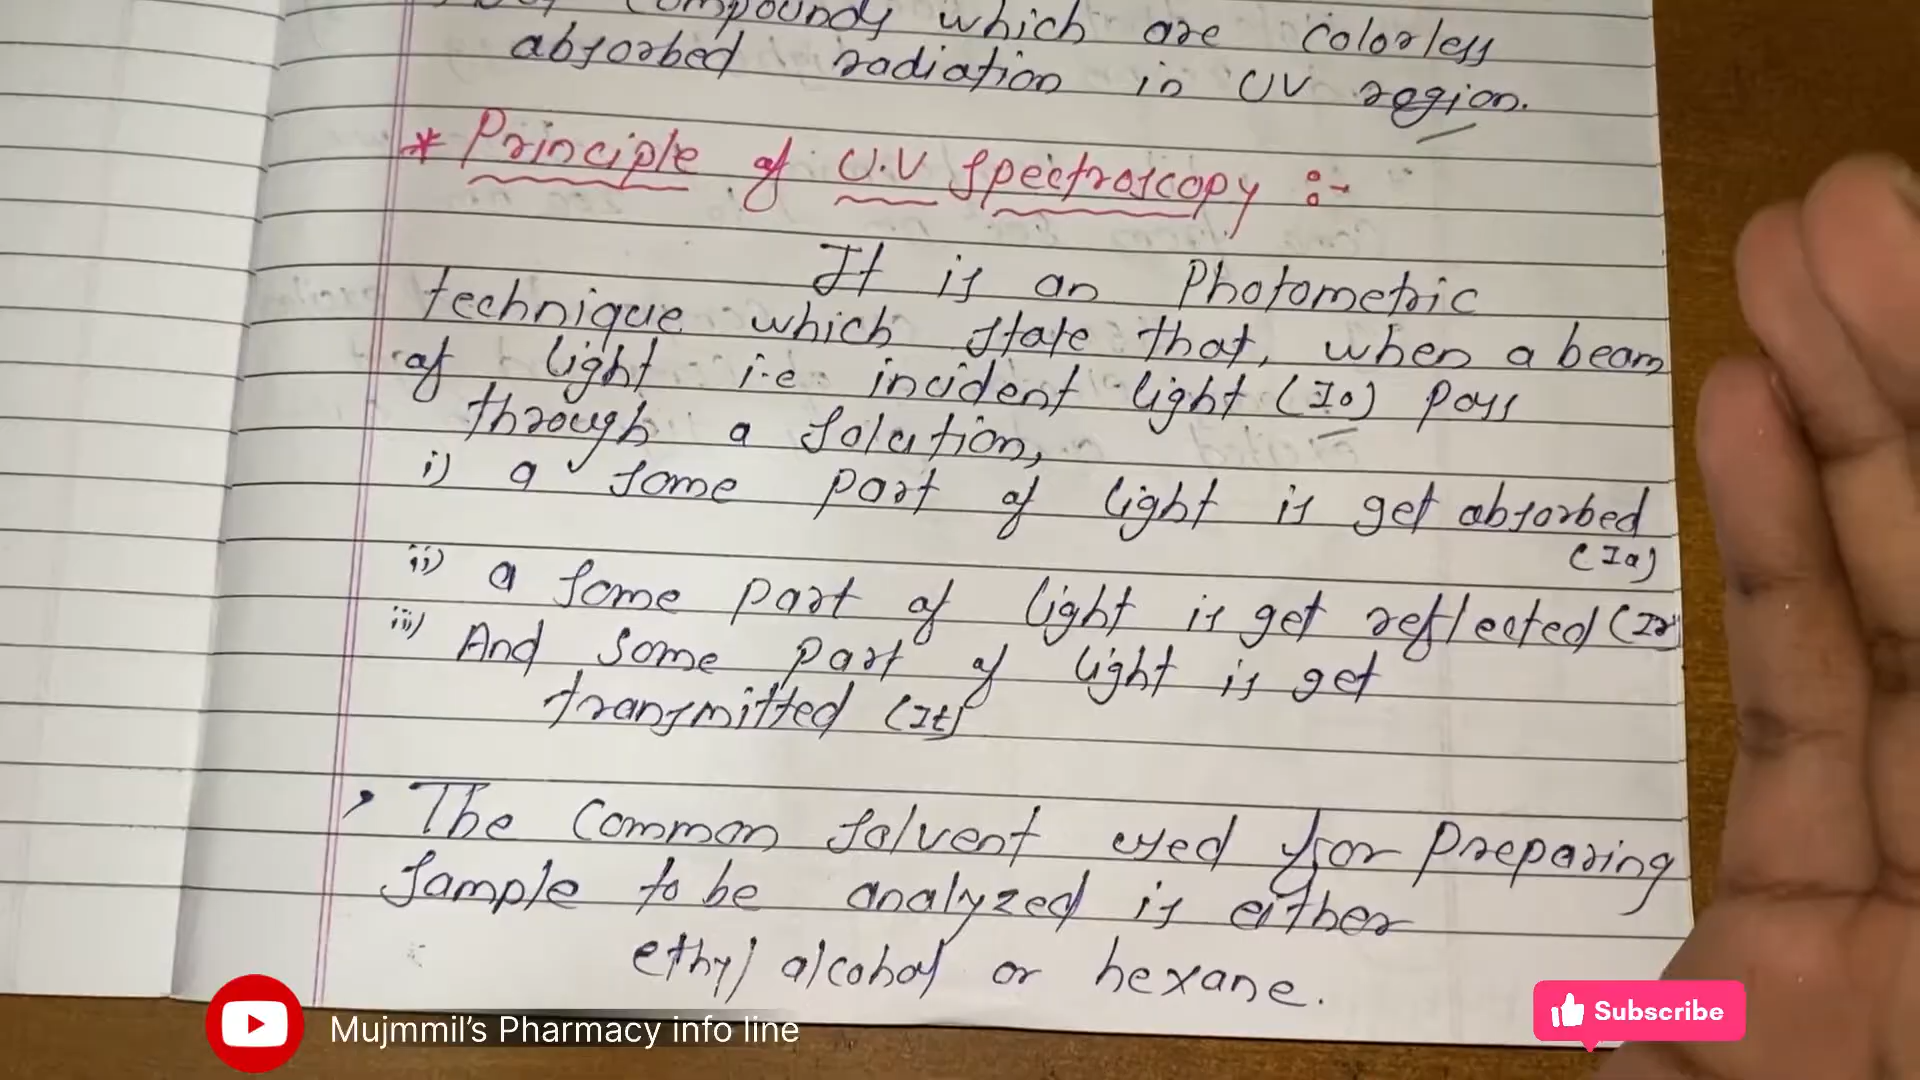 compounds which are colorless
absorbed radiation in UV region.
* Principle of U.V spectroscopy :-
It is an Photometric
technique which state that, when a beam
of light i.e incident light (Io) pass
through a solution,
i) a some part of light is get absorbed
(Ia)
ii) a some part of light is get reflected (Ir)
iii) And some part of light is get
transmitted (It)
> The common solvent used for preparing
sample to be analyzed is either
ethyl alcohol or hexane.
Mujmmil's Pharmacy info line
Subscribe